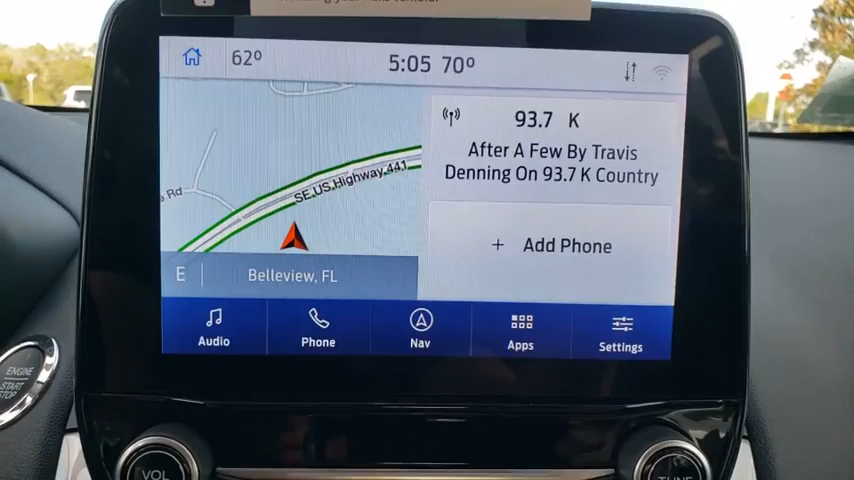 62°
5:05 70°
93.7 K
After A Few By Travis
Denning On 93.7 K Country
SE US Highway 441
Rd
+ Add Phone
E
Belleview, FL
Audio
Phone
Nav
Apps
Settings
ENGINE
START
STOP
VOL
TUNE